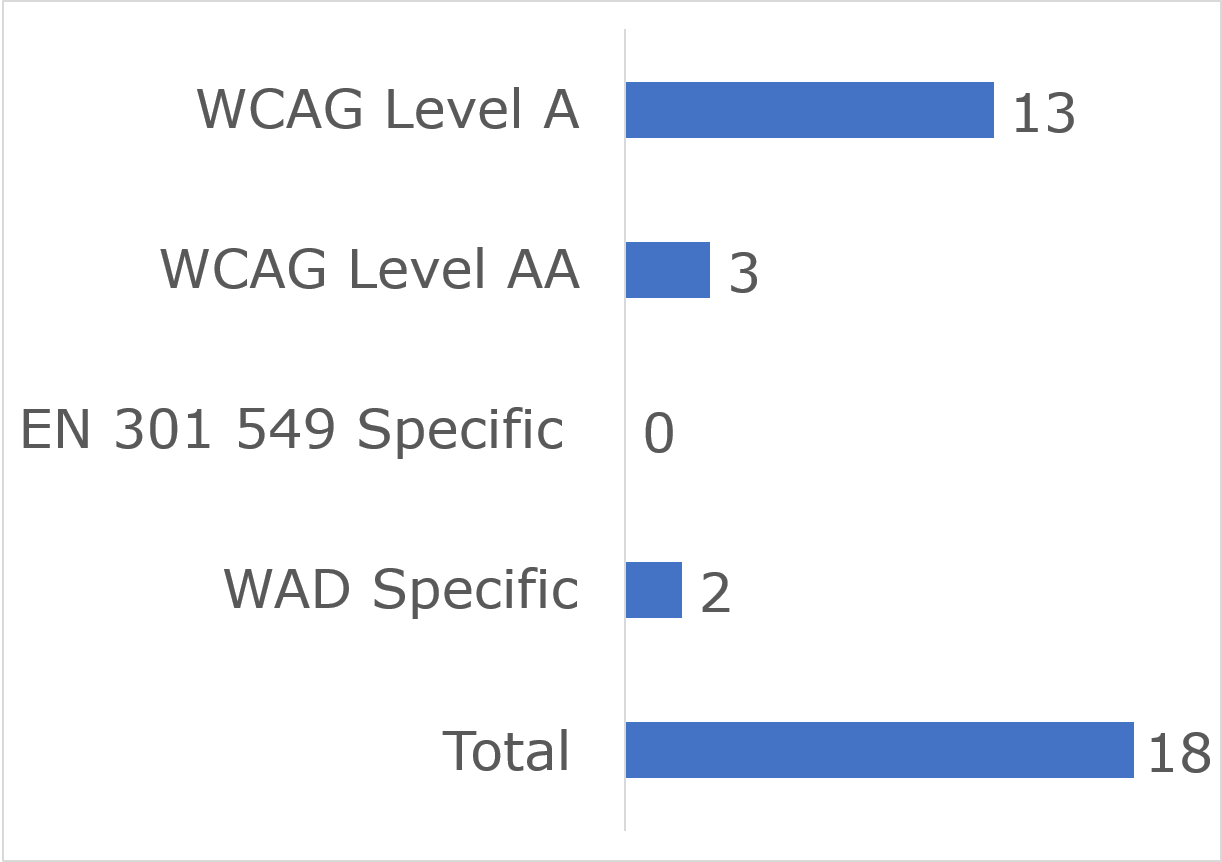 WCAG Level A 13
WCAG Level AA 3
EN 301 549 Specific 0
WAD Specific 2
Total 18